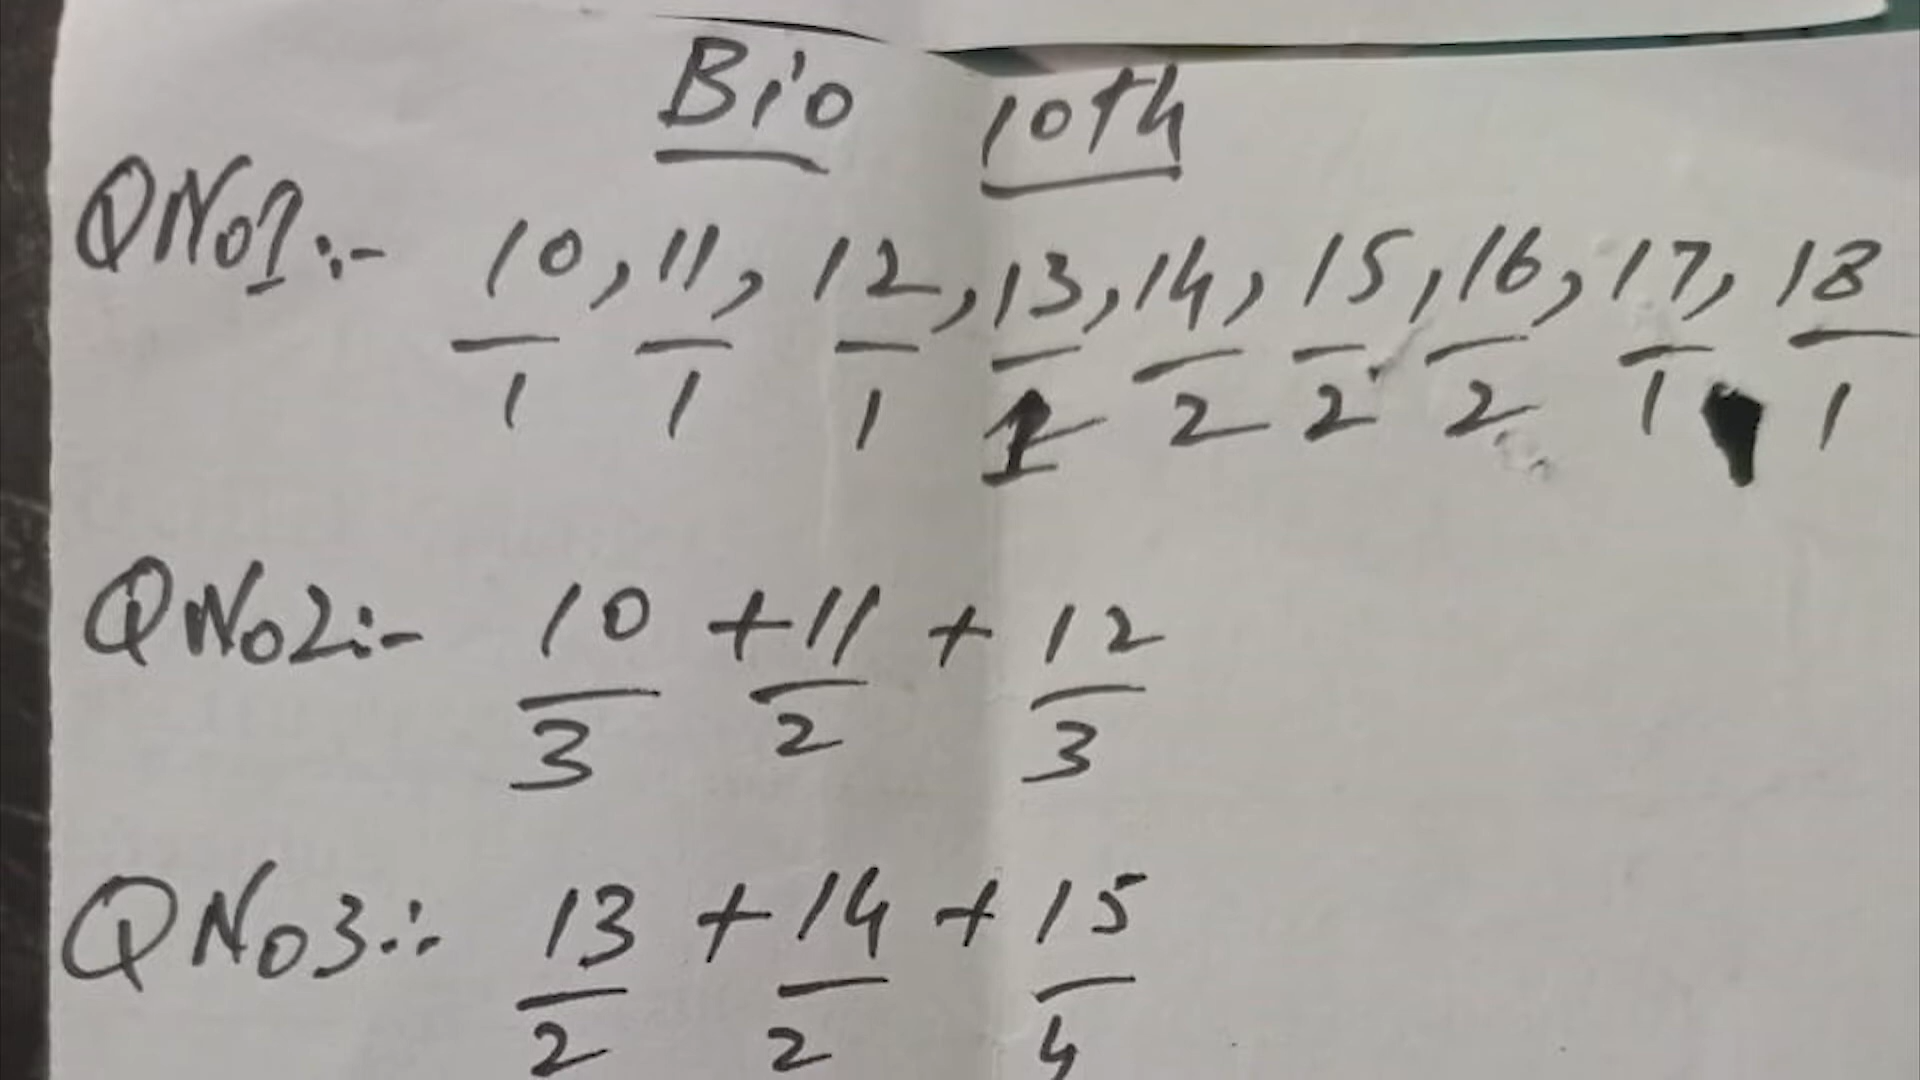 Bio 10th
QNo1:- 10, 11, 12, 13, 14, 15, 16, 17, 18
1 1 1 1 2 2 2 1 1
QNo2:- 10 + 11 + 12
3 2 3
QNo3:- 13 + 14 + 15
2 2 4